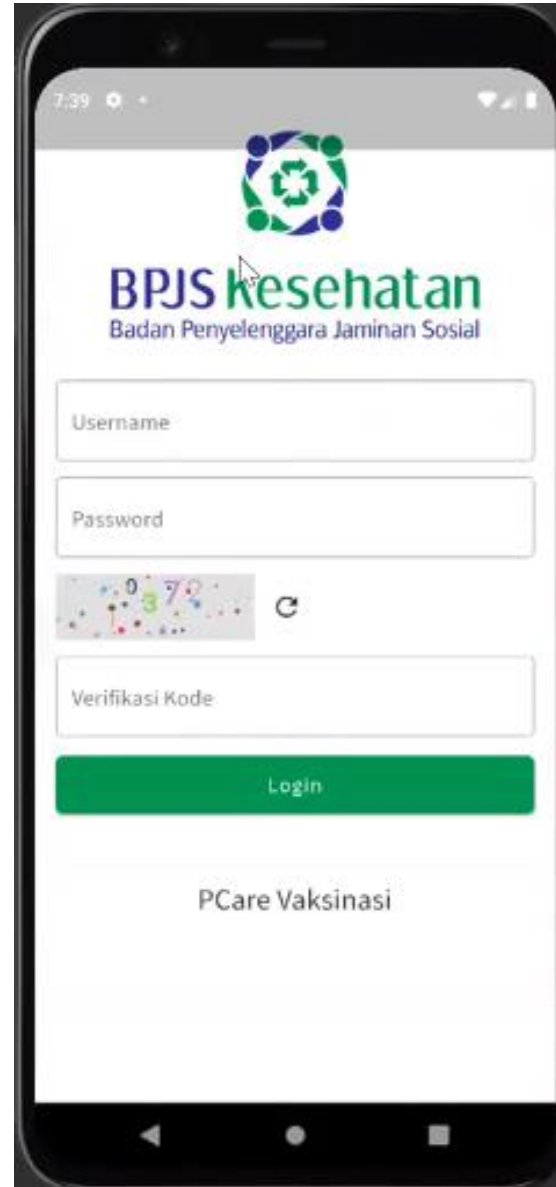 7:39
BPJS Kesehatan
Badan Penyelenggara Jaminan Sosial
Username
Password
Verifikasi Kode
Login
PCare Vaksinasi